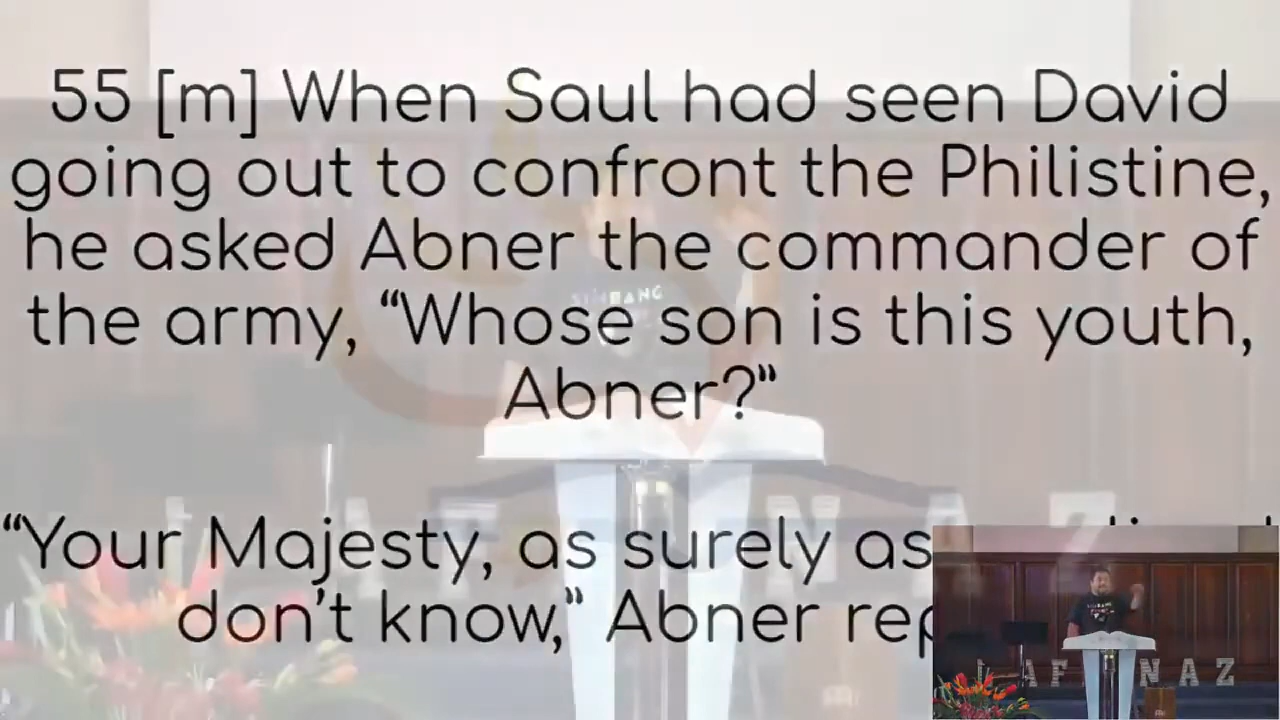 55 [m] When Saul had seen David
going out to confront the Philistine,
he asked Abner the commander of
the army, “Whose son is this youth,
Abner?”
“Your Majesty, as surely as
don’t know,” Abner
NAZ